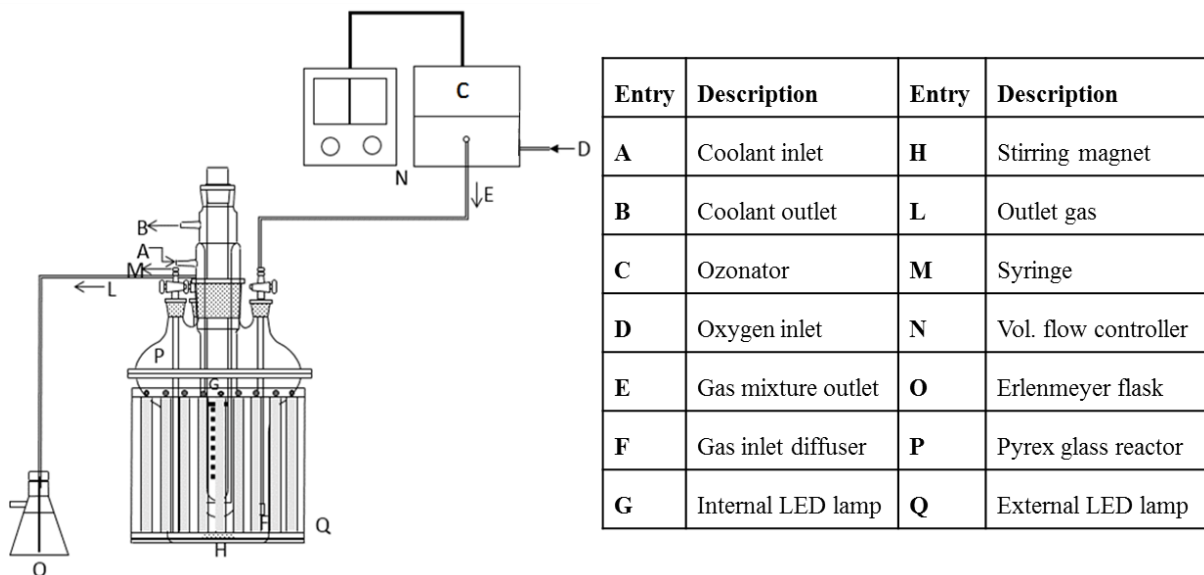 C
D
N
E
B
A
M
L
P
G
F
Q
H
O
Entry Description Entry Description
A Coolant inlet H Stirring magnet
B Coolant outlet L Outlet gas
C Ozonator M Syringe
D Oxygen inlet N Vol. flow controller
E Gas mixture outlet O Erlenmeyer flask
F Gas inlet diffuser P Pyrex glass reactor
G Internal LED lamp Q External LED lamp